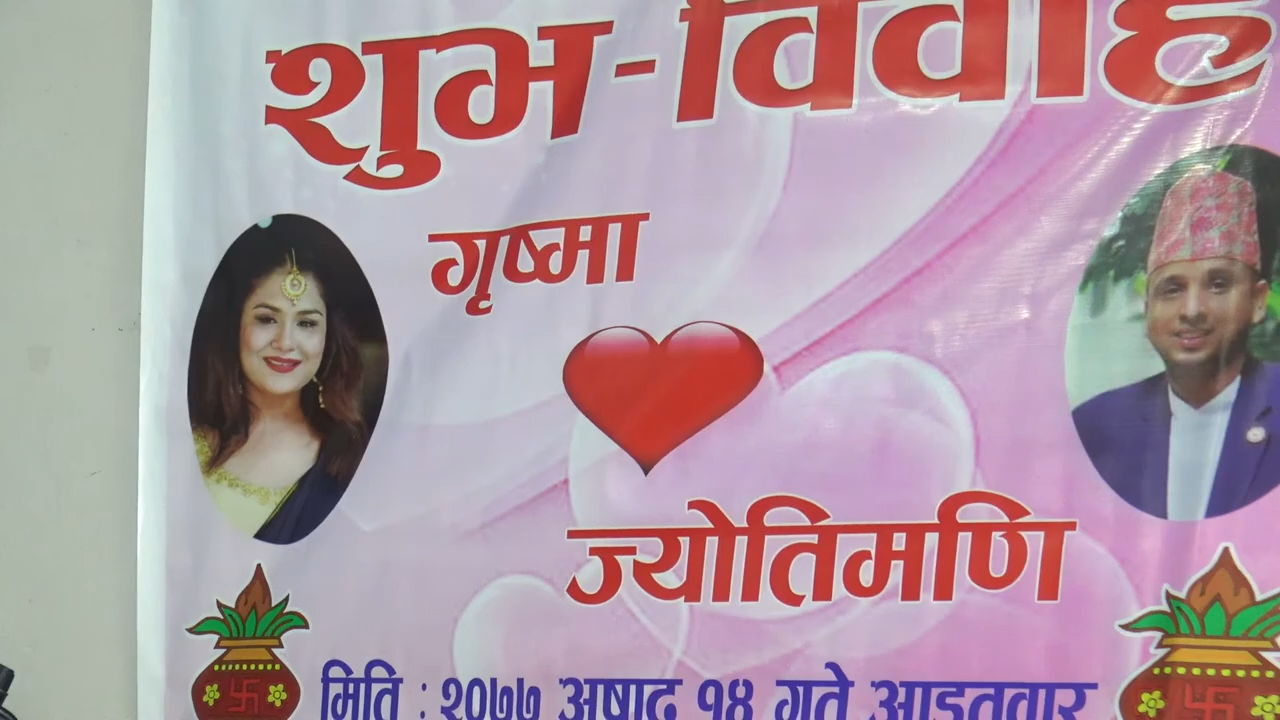 शुभ-विवाह
गृष्मा
ज्योतिमणि
मिति : २०७७ अषाढ १४ गते आइतवार